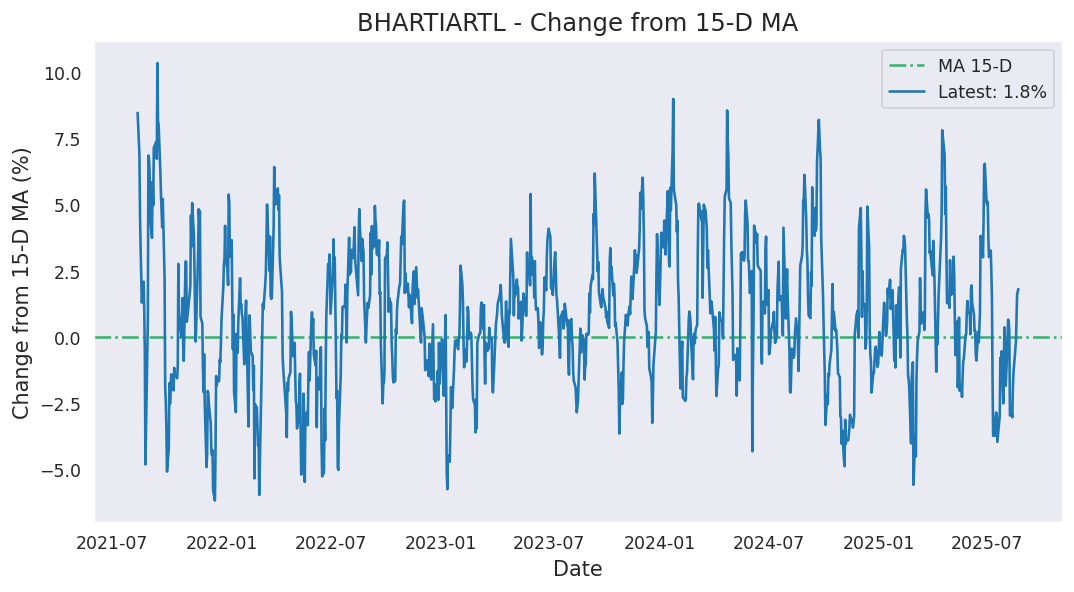 BHARTIARTL - Change from 15-D MA
MA 15-D
Latest: 1.8%
Change from 15-D MA (%)
10.0
7.5
5.0
2.5
0.0
−2.5
−5.0
2021-07 2022-01 2022-07 2023-01 2023-07 2024-01 2024-07 2025-01 2025-07
Date